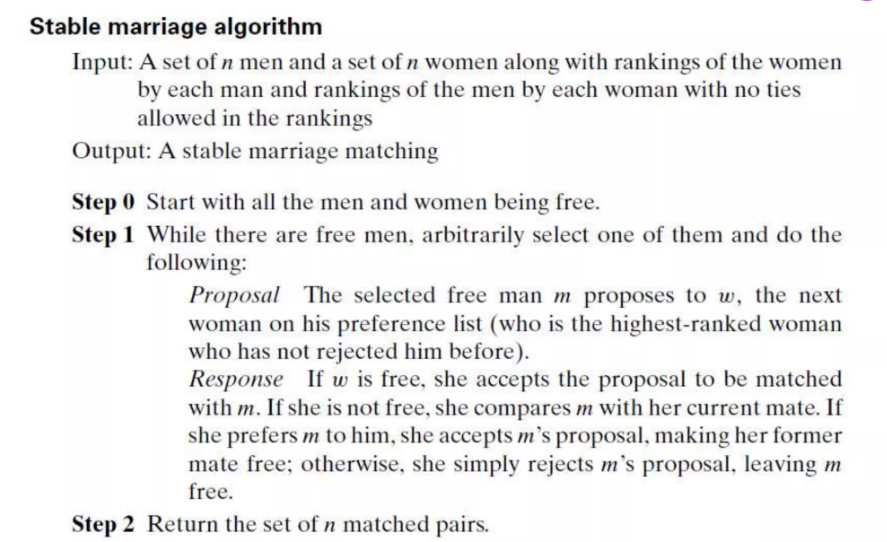 Stable marriage algorithm
Input: A set of n men and a set of n women along with rankings of the women
by each man and rankings of the men by each woman with no ties
allowed in the rankings
Output: A stable marriage matching
Step 0 Start with all the men and women being free.
Step 1 While there are free men, arbitrarily select one of them and do the
following:
Proposal The selected free man m proposes to w, the next
woman on his preference list (who is the highest-ranked woman
who has not rejected him before).
Response If w is free, she accepts the proposal to be matched
with m. If she is not free, she compares m with her current mate. If
she prefers m to him, she accepts m's proposal, making her former
mate free; otherwise, she simply rejects m's proposal, leaving m
free.
Step 2 Return the set of n matched pairs.